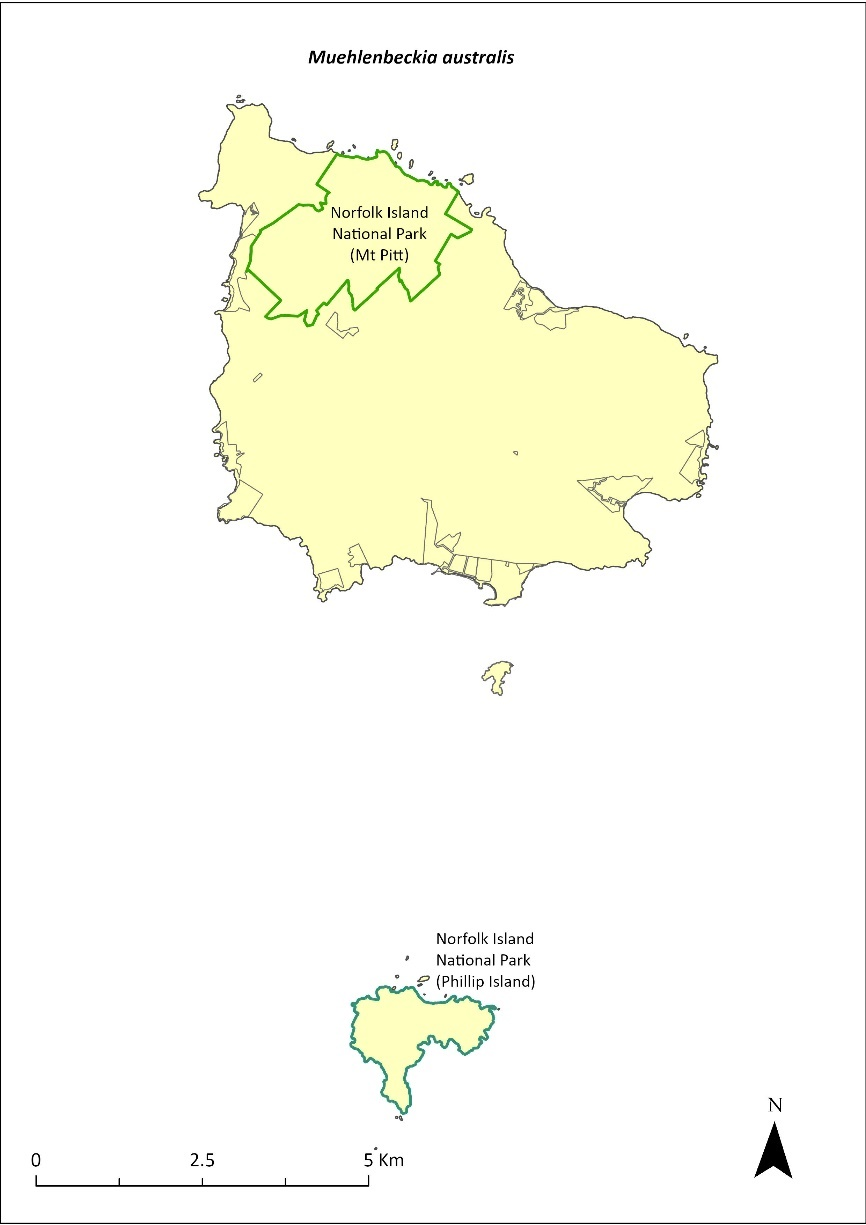 Muehlenbeckia australis
Norfolk Island
National Park
(Mt Pitt)
Norfolk Island
National Park
(Phillip Island)
N
0 2.5 5 Km